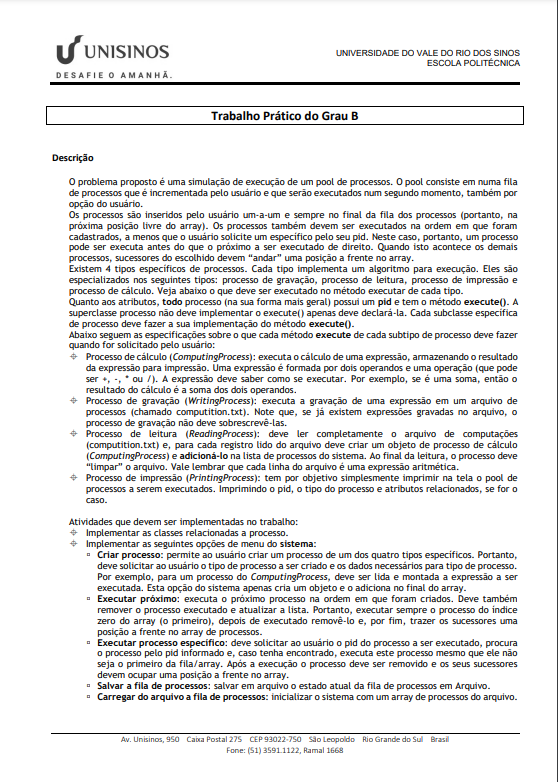 UNISINOS
DESAFIE O AMANHÃ.
UNIVERSIDADE DO VALE DO RIO DOS SINOS
ESCOLA POLITÉCNICA
Trabalho Prático do Grau B
Descrição
O problema proposto é uma simulação de execução de um pool de processos. O pool consiste em numa fila
de processos que é incrementada pelo usuário e que serão executados num segundo momento, também por
opção do usuário.
Os processos são inseridos pelo usuário um-a-um e sempre no final da fila dos processos (portanto, na
próxima posição livre do array). Os processos também devem ser executados na ordem em que foram
cadastrados, a menos que o usuário solicite um específico pelo seu pid. Neste caso, portanto, um processo
pode ser executa antes do que o próximo a ser executado de direito. Quando isto acontece os demais
processos, sucessores do escolhido devem "andar" uma posição a frente no array.
Existem 4 tipos específicos de processos. Cada tipo implementa um algoritmo para execução. Eles são
especializados nos seguintes tipos: processo de gravação, processo de leitura, processo de impressão e
processo de cálculo. Veja abaixo o que deve ser executado no método executar de cada tipo.
Quanto aos atributos, todo processo (na sua forma mais geral) possui um pid e tem o método execute(). A
superclasse processo não deve implementar o execute() apenas deve declará-la. Cada subclasse específica
de processo deve fazer a sua implementação do método execute().
Abaixo seguem as especificações sobre o que cada método execute de cada subtipo de processo deve fazer
quando for solicitado pelo usuário:
Processo de cálculo (ComputingProcess): executa o cálculo de uma expressão, armazenando o resultado
da expressão para impressão. Uma expressão é formada por dois operandos e uma operação (que pode
ser +, -, * ou /). A expressão deve saber como se executar. Por exemplo, se é uma soma, então o
resultado do cálculo é a soma dos dois operandos.
Processo de gravação (WritingProcess): executa a gravação de uma expressão em um arquivo de
processos (chamado computition.txt). Note que, se já existem expressões gravadas no arquivo, o
processo de gravação não deve sobrescrevê-las.
Processo de leitura (ReadingProcess): deve ler completamente o arquivo de computações
(computition.txt) e, para cada registro lido do arquivo deve criar um objeto de processo de cálculo
(ComputingProcess) e adicioná-lo na lista de processos do sistema. Ao final da leitura, o processo deve
"limpar" o arquivo. Vale lembrar que cada linha do arquivo é uma expressão aritmética.
Processo de impressão (PrintingProcess): tem por objetivo simplesmente imprimir na tela o pool de
processos a serem executados. Imprimindo o pid, o tipo do processo e atributos relacionados, se for o
caso.
Atividades que devem ser implementadas no trabalho:
Implementar as classes relacionadas a processo.
Implementar as seguintes opções de menu do sistema:
Criar processo: permite ao usuário criar um processo de um dos quatro tipos específicos. Portanto,
deve solicitar ao usuário o tipo de processo a ser criado e os dados necessários para tipo de processo.
Por exemplo, para um processo do ComputingProcess, deve ser lida e montada a expressão a ser
executada. Esta opção do sistema apenas cria um objeto e o adiciona no final do array.
Executar próximo: executa o próximo processo na ordem em que foram criados. Deve também
remover o processo executado e atualizar a lista. Portanto, executar sempre o processo do índice
zero do array (o primeiro), depois de executado removê-lo e, por fim, trazer os sucessores uma
posição a frente no array de processos.
Executar processo específico: deve solicitar ao usuário o pid do processo a ser executado, procura
o processo pelo pid informado e, caso tenha encontrado, executa este processo mesmo que ele não
seja o primeiro da fila/array. Após a execução o processo deve ser removido e os seus sucessores
devem ocupar uma posição a frente no array.
Salvar a fila de processos: salvar em arquivo o estado atual da fila de processos em Arquivo.
Carregar do arquivo a fila de processos: inicializar o sistema com um array de processos do arquivo.
Av. Unisinos, 950 Caixa Postal 275 CEP 93022-750 São Leopoldo Rio Grande do Sul Brasil
Fone: (51) 3591.1122, Ramal 1668